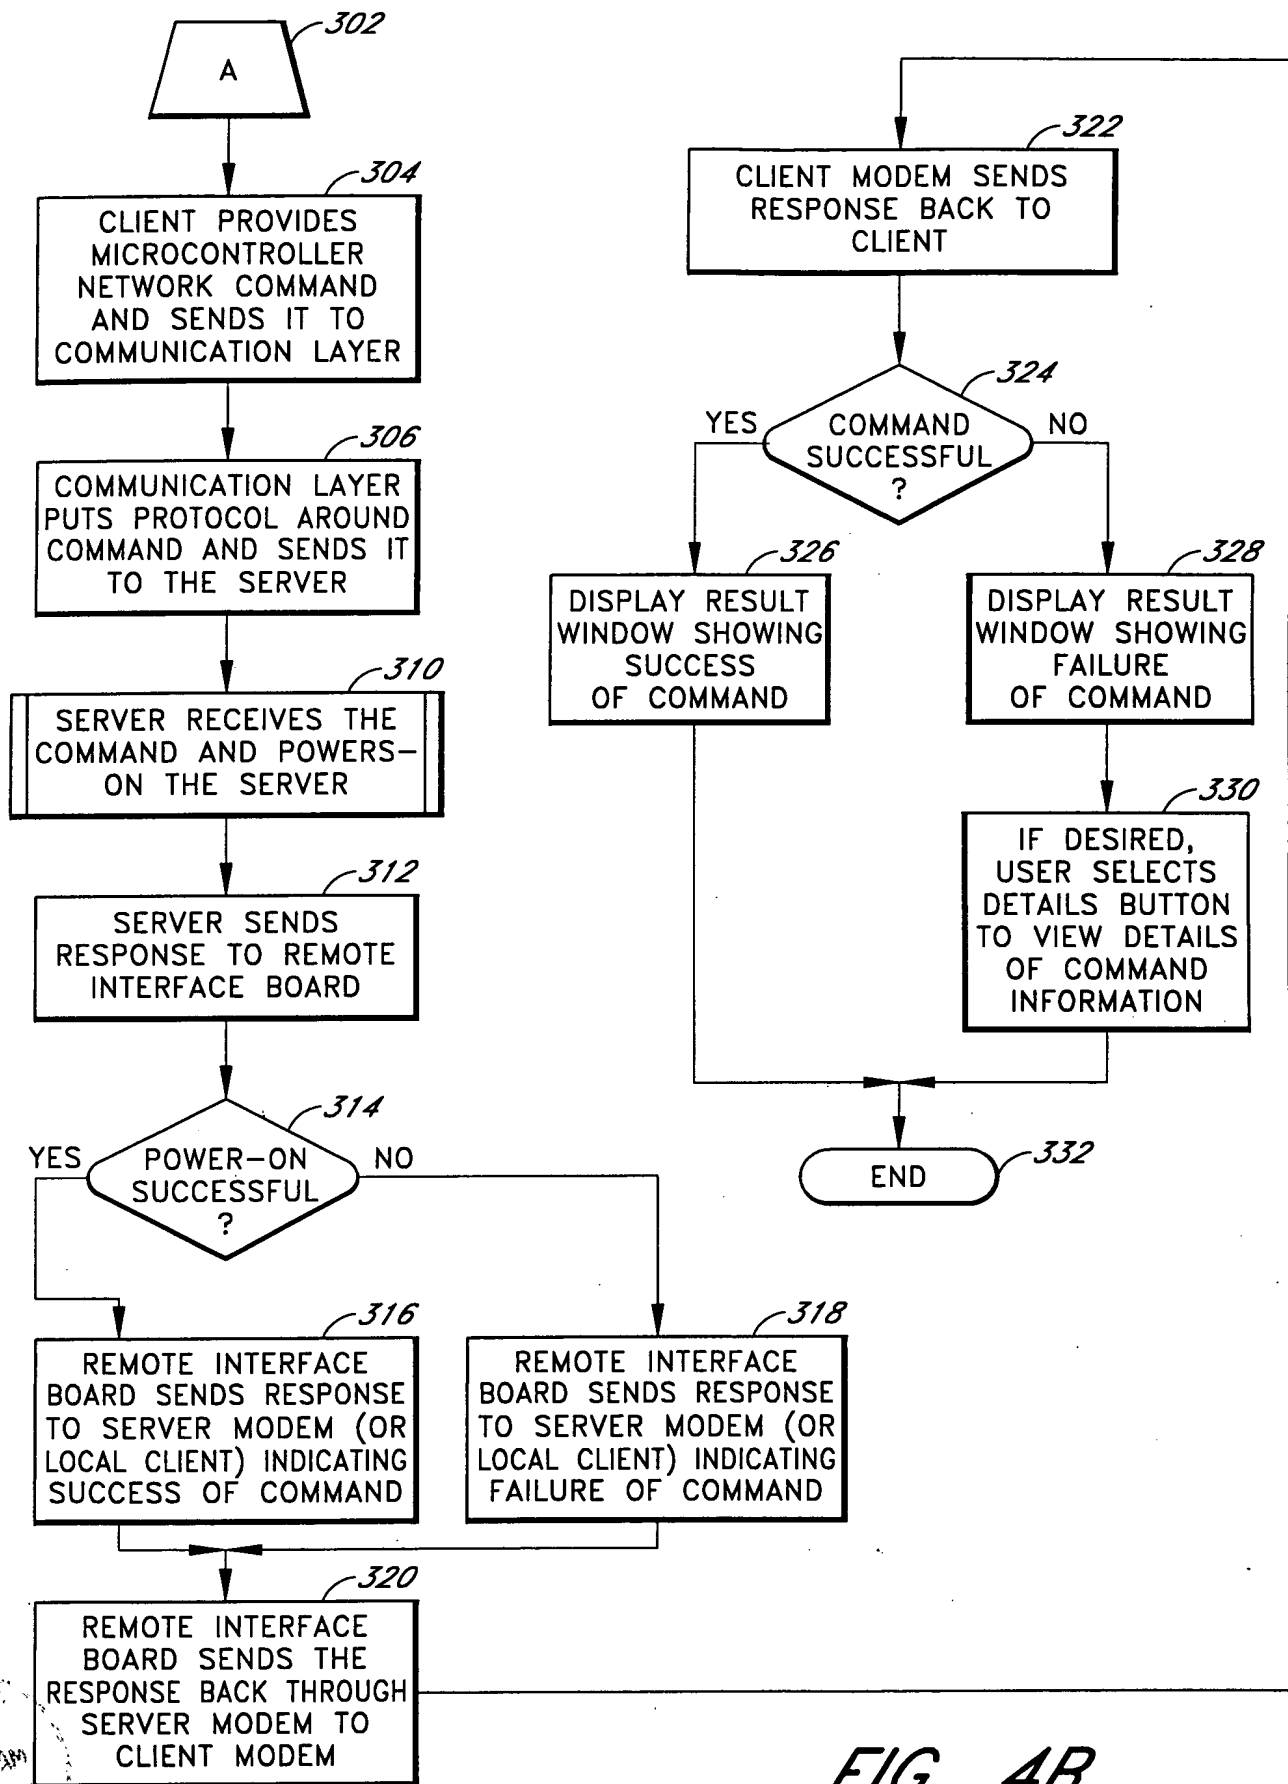 302
A
304
CLIENT PROVIDES
MICROCONTROLLER
NETWORK COMMAND
AND SENDS IT TO
COMMUNICATION LAYER
306
COMMUNICATION LAYER
PUTS PROTOCOL AROUND
COMMAND AND SENDS IT
TO THE SERVER
310
SERVER RECEIVES THE
COMMAND AND POWERS-
ON THE SERVER
312
SERVER SENDS
RESPONSE TO REMOTE
INTERFACE BOARD
314
YES
POWER-ON
SUCCESSFUL
?
NO
316
REMOTE INTERFACE
BOARD SENDS RESPONSE
TO SERVER MODEM (OR
LOCAL CLIENT) INDICATING
SUCCESS OF COMMAND
318
REMOTE INTERFACE
BOARD SENDS RESPONSE
TO SERVER MODEM (OR
LOCAL CLIENT) INDICATING
FAILURE OF COMMAND
320
REMOTE INTERFACE
BOARD SENDS THE
RESPONSE BACK THROUGH
SERVER MODEM TO
CLIENT MODEM
322
CLIENT MODEM SENDS
RESPONSE BACK TO
CLIENT
324
YES
COMMAND
SUCCESSFUL
?
NO
326
DISPLAY RESULT
WINDOW SHOWING
SUCCESS
OF COMMAND
328
DISPLAY RESULT
WINDOW SHOWING
FAILURE
OF COMMAND
330
IF DESIRED,
USER SELECTS
DETAILS BUTTON
TO VIEW DETAILS
OF COMMAND
INFORMATION
END
332
FIG. 4B